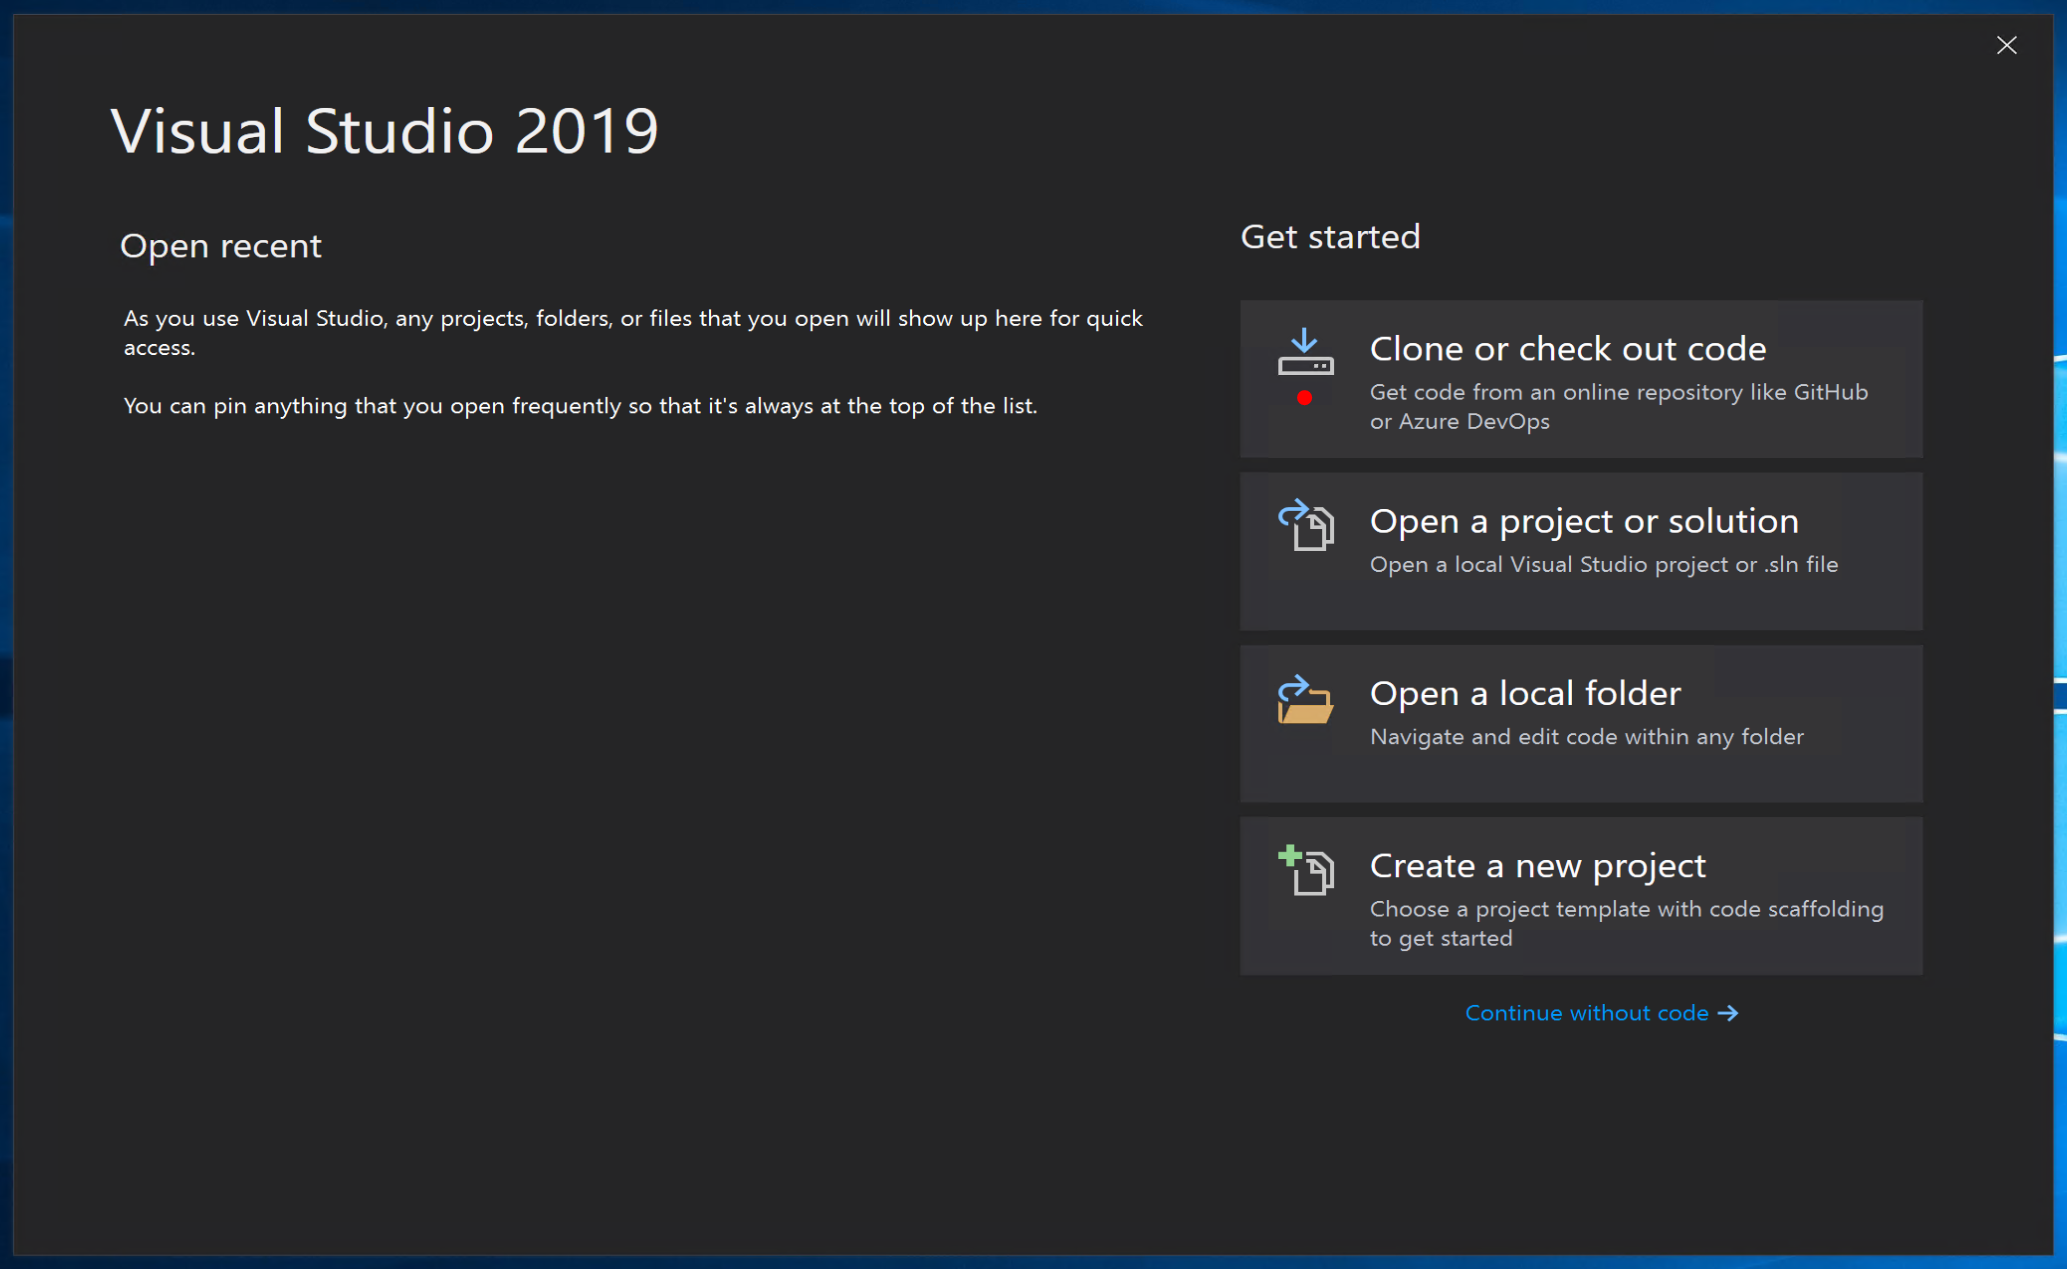 Visual Studio 2019
Open recent
As you use Visual Studio, any projects, folders, or files that you open will show up here for quick
access.
You can pin anything that you open frequently so that it's always at the top of the list.
Get started
Clone or check out code
Get code from an online repository like GitHub
or Azure DevOps
Open a project or solution
Open a local Visual Studio project or .sln file
Open a local folder
Navigate and edit code within any folder
Create a new project
Choose a project template with code scaffolding
to get started
Continue without code